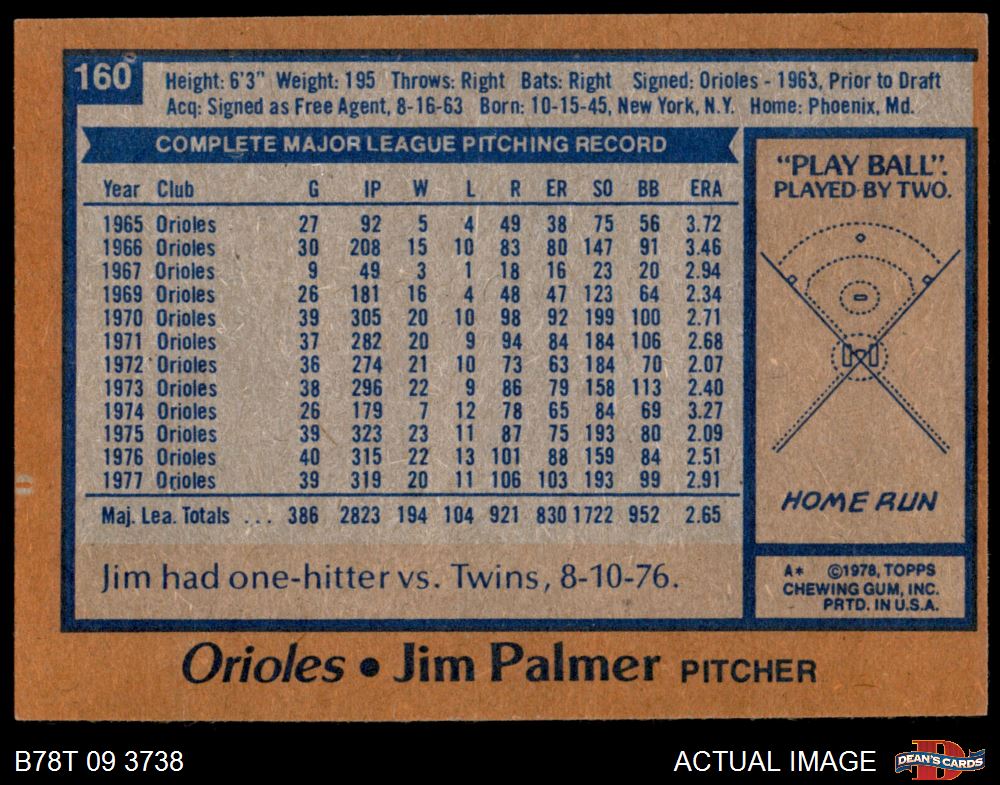 160
Height: 6'3" Weight: 195 Throws: Right Bats: Right Signed: Orioles - 1963, Prior to Draft
Acq: Signed as Free Agent, 8-16-63 Born: 10-15-45, New York, N.Y. Home: Phoenix, Md.
COMPLETE MAJOR LEAGUE PITCHING RECORD
Year Club G IP W L R ER SO BB ERA
1965 Orioles 27 92 5 4 49 38 75 56 3.72
1966 Orioles 30 208 15 10 83 80 147 91 3.46
1967 Orioles 9 49 3 1 18 16 23 20 2.94
1969 Orioles 26 181 16 4 48 47 123 64 2.34
1970 Orioles 39 305 20 10 98 92 199 100 2.71
1971 Orioles 37 282 20 9 94 84 184 106 2.68
1972 Orioles 36 274 21 10 73 63 184 70 2.07
1973 Orioles 38 296 22 9 86 79 158 113 2.40
1974 Orioles 26 179 7 12 78 65 84 69 3.27
1975 Orioles 39 323 23 11 87 75 193 80 2.09
1976 Orioles 40 315 22 13 101 88 159 84 2.51
1977 Orioles 39 319 20 11 106 103 193 99 2.91
Maj. Lea. Totals ... 386 2823 194 104 921 830 1722 952 2.65
Jim had one-hitter vs. Twins, 8-10-76.
"PLAY BALL".
PLAYED BY TWO.
HOME RUN
A* ©1978, TOPPS
CHEWING GUM, INC.
PRTD. IN U.S.A.
Orioles • Jim Palmer PITCHER
B78T 09 3738
ACTUAL IMAGE
D
DEAN'S CARDS